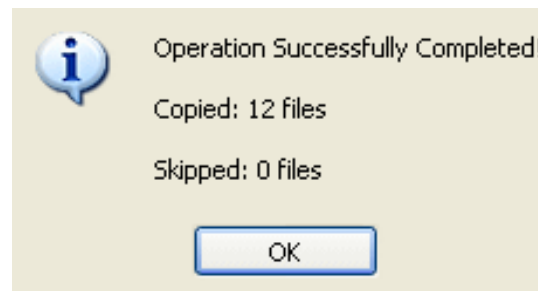 Operation Successfully Completed!
Copied: 12 files
Skipped: 0 files
OK